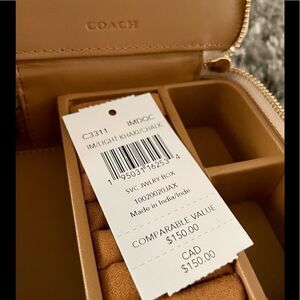 COACH
C3311 IMDQC
IM/LIGHT KHAKI/CHALK
1 95031 16253 4
SVC JWLRY BOX
10020020JAX
Made in India/Inde
COMPARABLE VALUE
$150.00
CAD
$150.00